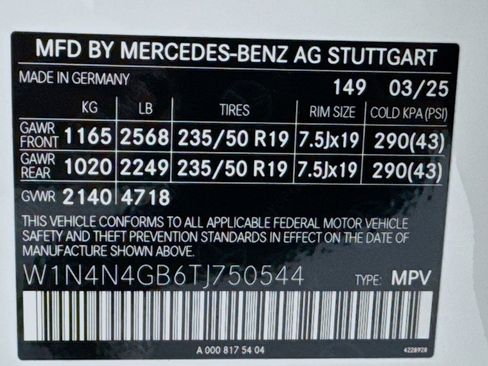 MFD BY MERCEDES-BENZ AG STUTTGART
MADE IN GERMANY 149 03/25
KG LB TIRES RIM SIZE COLD KPA (PSI)
GAWR FRONT 1165 2568 235/50 R19 7.5Jx19 290(43)
GAWR REAR 1020 2249 235/50 R19 7.5Jx19 290(43)
GVWR 2140 4718
THIS VEHICLE CONFORMS TO ALL APPLICABLE FEDERAL MOTOR VEHICLE
SAFETY AND THEFT PREVENTION STANDARDS IN EFFECT ON THE DATE OF
MANUFACTURE SHOWN ABOVE.
W1N4N4GB6TJ750544 TYPE: MPV
A 000 817 54 04 4228928